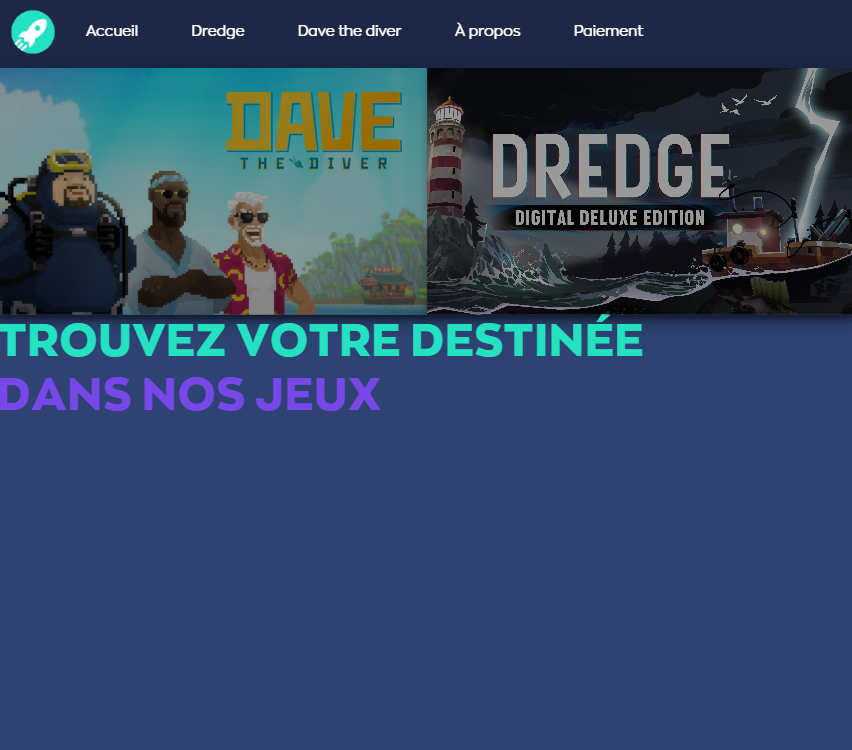 Accueil Dredge Dave the diver À propos Paiement
DAVE
THE DIVER
DREDGE
DIGITAL DELUXE EDITION
TROUVEZ VOTRE DESTINÉE
DANS NOS JEUX